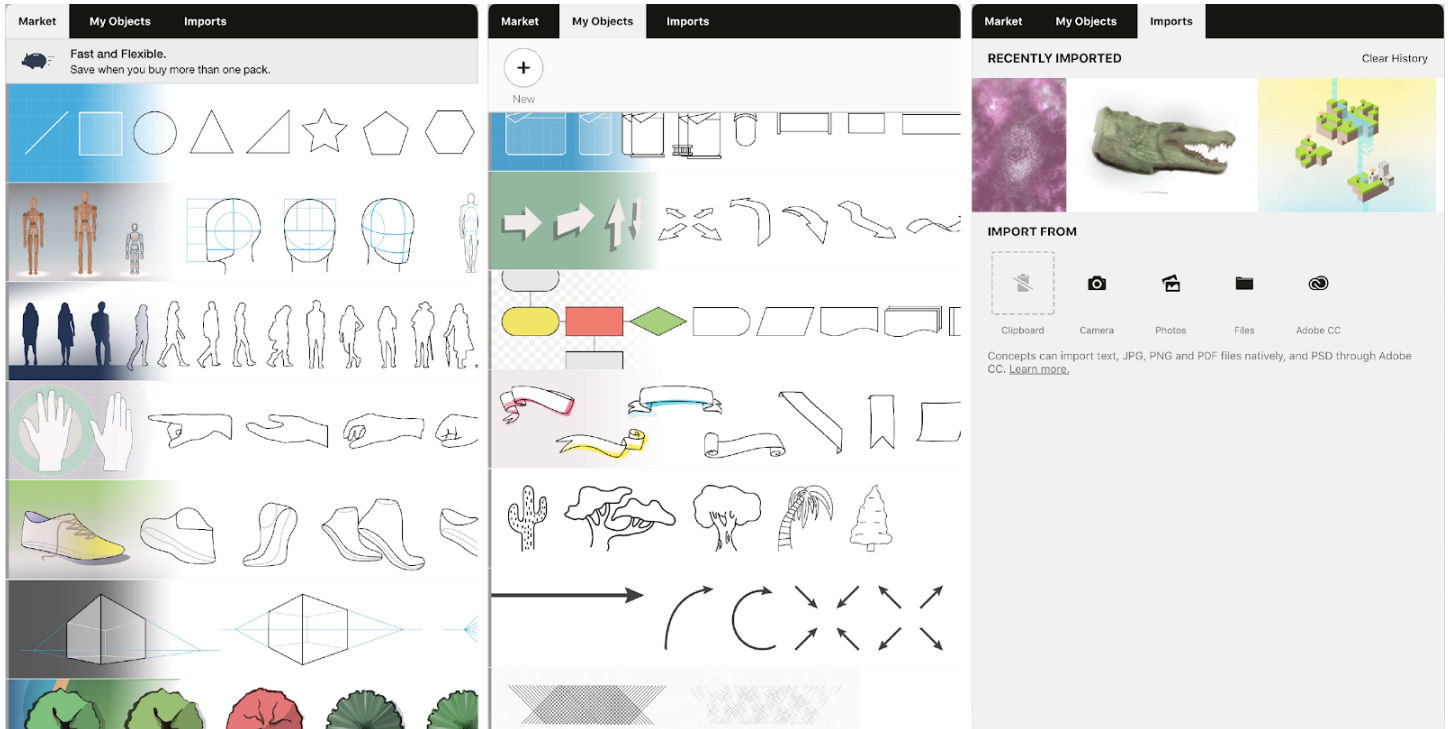 Market My Objects Imports
Fast and Flexible.
Save when you buy more than one pack.
Market My Objects Imports
New
Market My Objects Imports
RECENTLY IMPORTED Clear History
IMPORT FROM
Clipboard Camera Photos Files Adobe CC
Concepts can import text, JPG, PNG and PDF files natively, and PSD through Adobe
CC. Learn more.